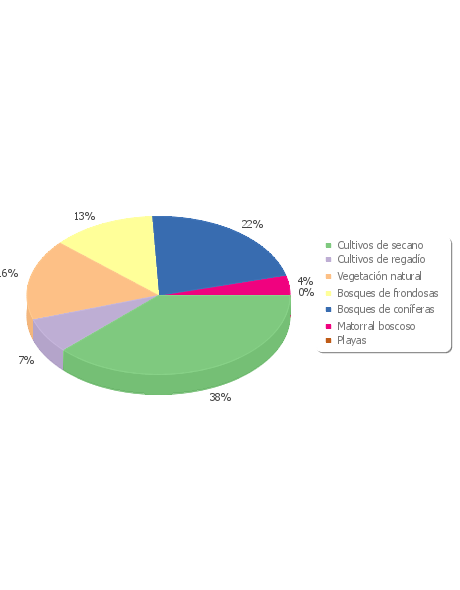 13%
22%
.6%
4%
0%
7%
38%
Cultivos de secano
Cultivos de regadío
Vegetación natural
Bosques de frondosas
Bosques de coníferas
Matorral boscoso
Playas